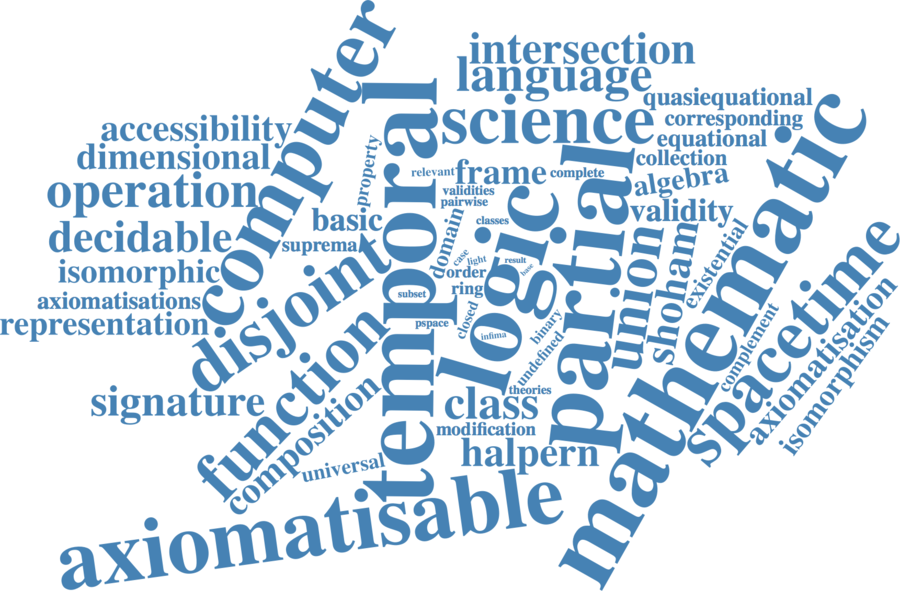 computer
intersection
language
quasiequational
science
corresponding
accessibility
equational
dimensional
property
collection
relevant
frame
complete
algebra
operation
validities
pairwise
validity
basic
classes
decidable
suprema
domain
case
light
result
base
isomorphic
order
ring
existential
axiomatisations
subset
shoham
union
representation
disjoint
pspace
closed
infima
binary
temporal
logic
partial
mathematic
spacetime
undefined
complement
axiomatisation
isomorphism
signature
function
composition
theories
class
modification
universal
halpern
axiomatisable